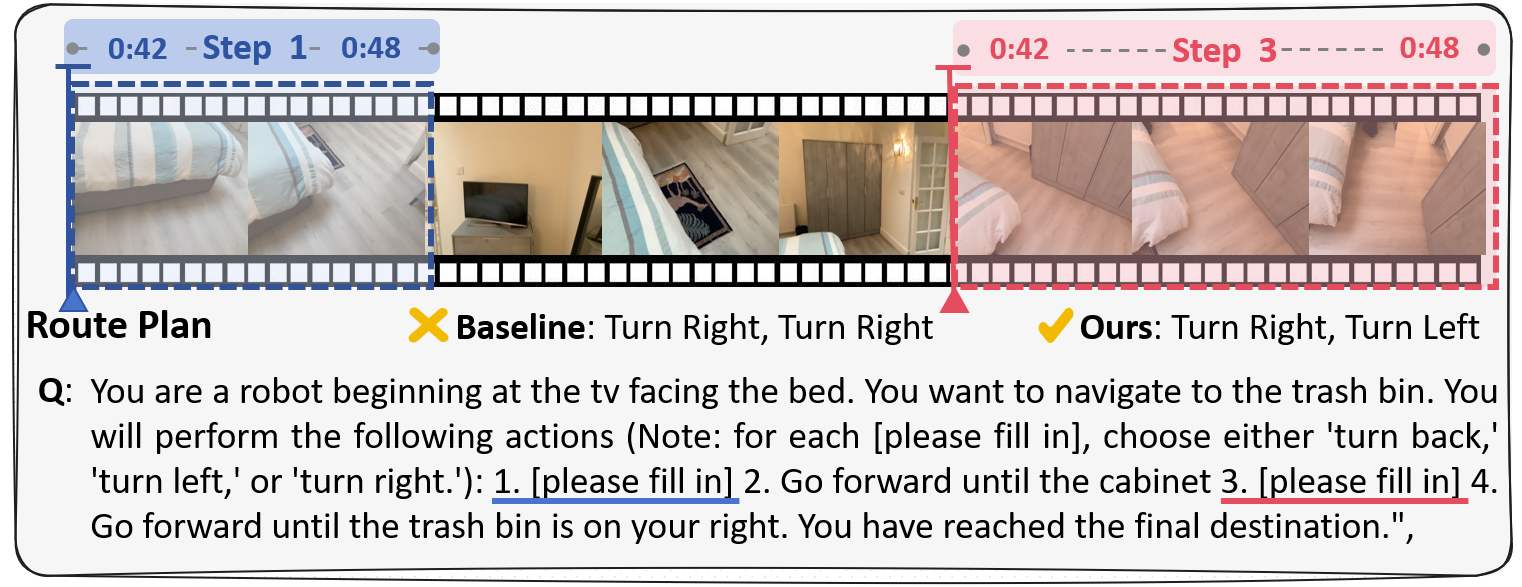 0:42 - Step 1- 0:48
0:42 ------- Step 3------- 0:48
Route Plan
Baseline: Turn Right, Turn Right
Ours: Turn Right, Turn Left
Q: You are a robot beginning at the tv facing the bed. You want to navigate to the trash bin. You
will perform the following actions (Note: for each [please fill in], choose either 'turn back,'
'turn left,' or 'turn right.'): 1. [please fill in] 2. Go forward until the cabinet 3. [please fill in] 4.
Go forward until the trash bin is on your right. You have reached the final destination.",